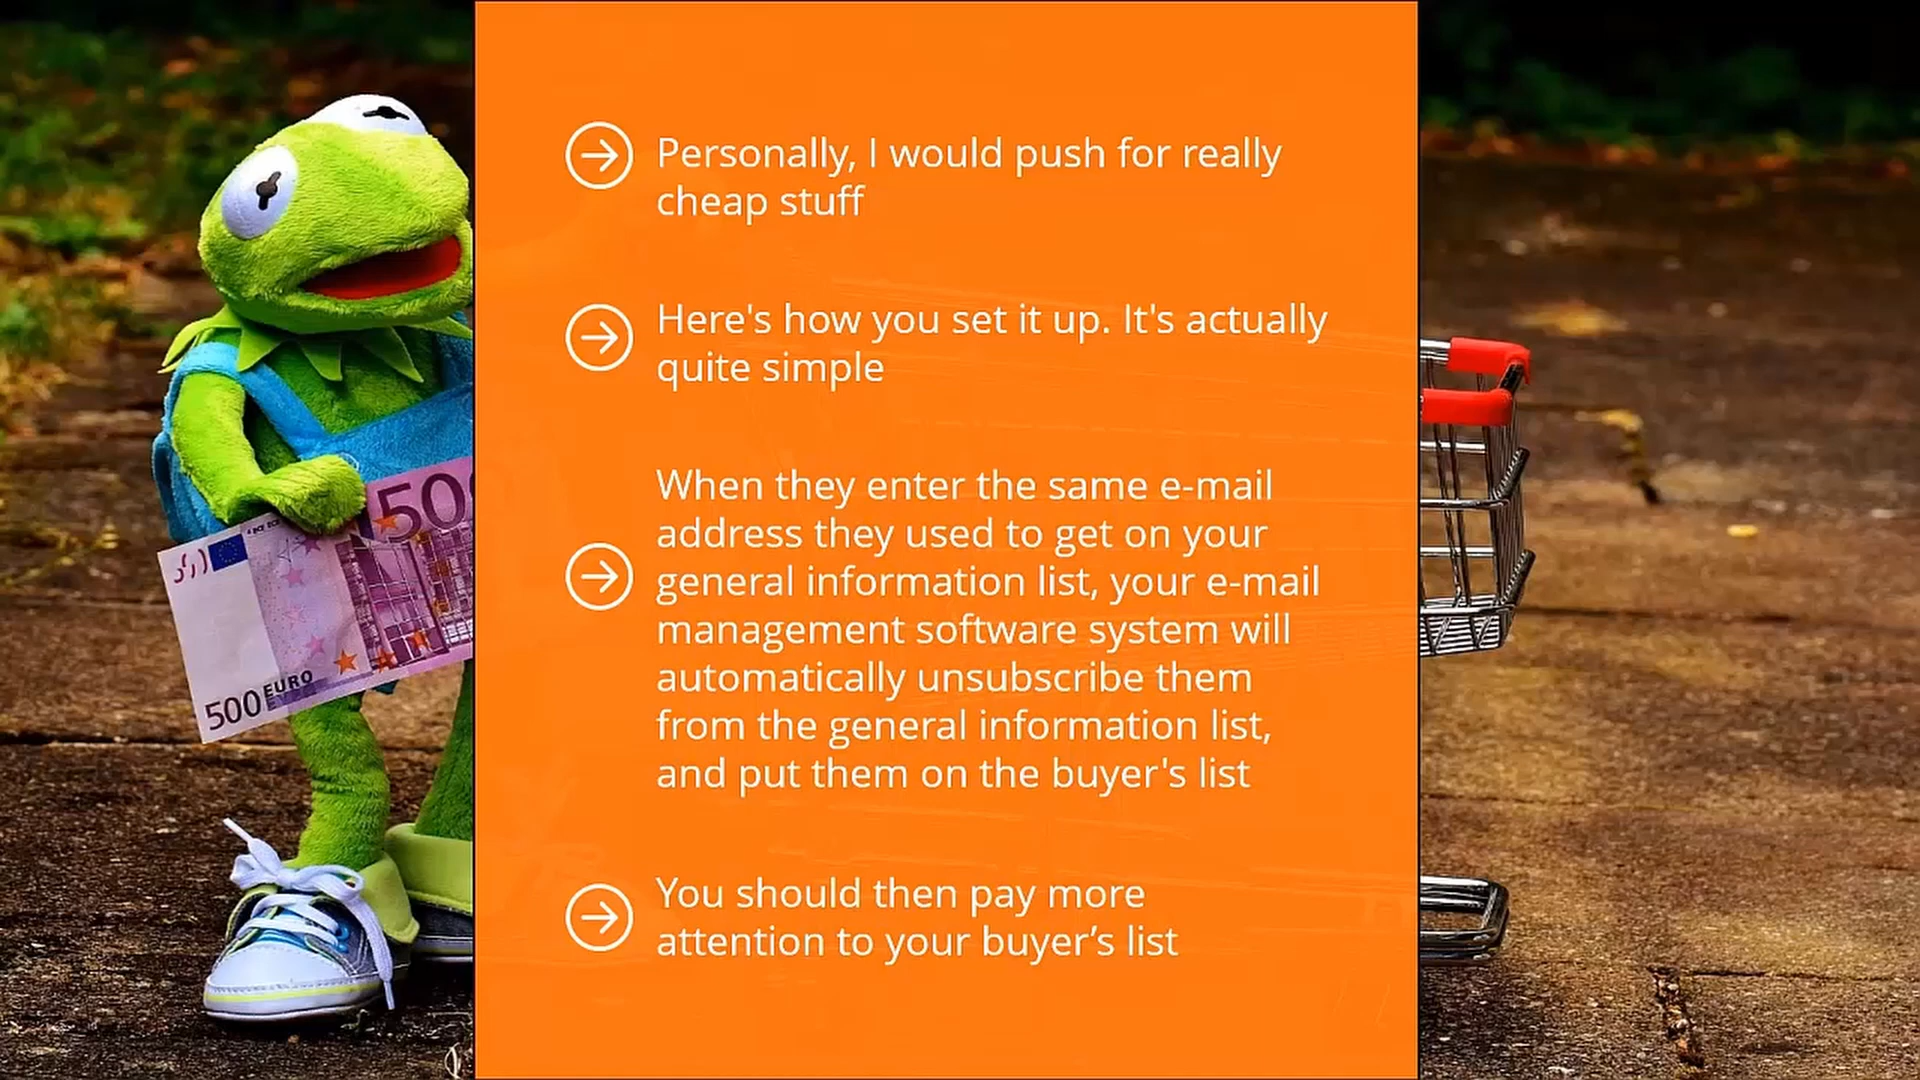 Personally, I would push for really
cheap stuff
Here's how you set it up. It's actually
quite simple
When they enter the same e-mail
address they used to get on your
general information list, your e-mail
management software system will
automatically unsubscribe them
from the general information list,
and put them on the buyer's list
You should then pay more
attention to your buyer’s list
500
500 EURO